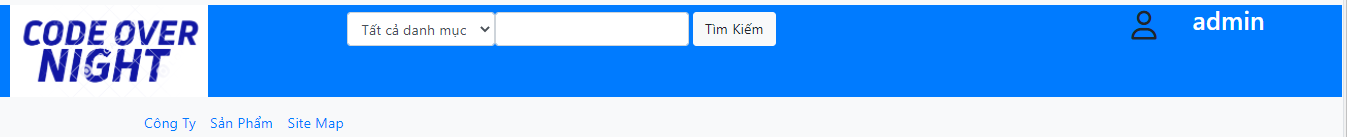 CODE OVER
NIGHT
Tất cả danh mục
Tìm Kiếm
admin
Công Ty Sản Phẩm Site Map